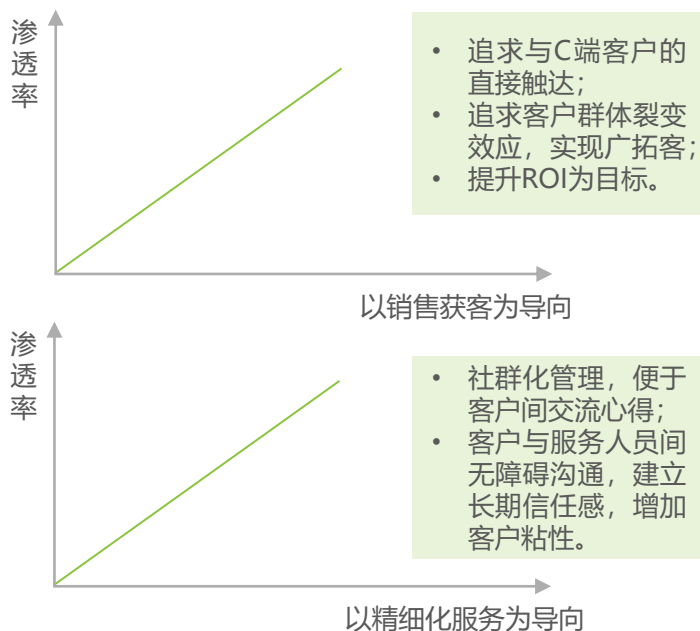 渗透率
• 追求与C端客户的
直接触达；
• 追求客户群体裂变
效应，实现广拓客；
• 提升ROI为目标。
以销售获客为导向
渗透率
• 社群化管理，便于
客户间交流心得；
• 客户与服务人员间
无障碍沟通，建立
长期信任感，增加
客户粘性。
以精细化服务为导向